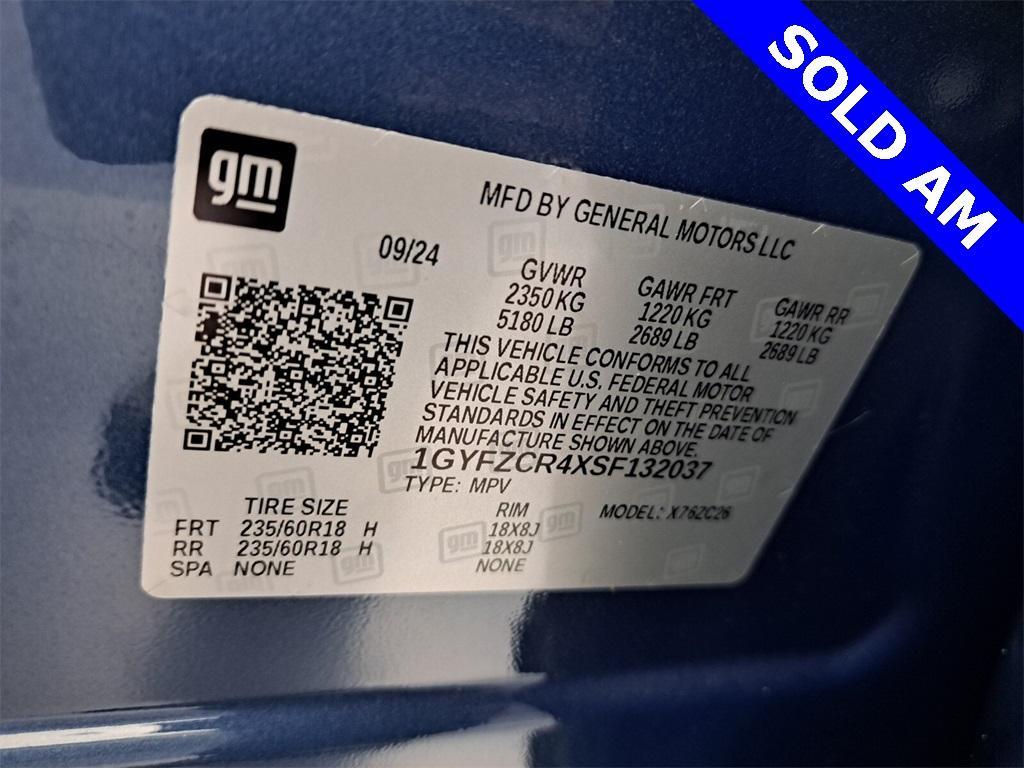 SOLD AM
gm
MFD BY GENERAL MOTORS LLC
09/24
GVWR GAWR FRT GAWR RR
2350 KG 1220 KG 1220 KG
5180 LB 2689 LB 2689 LB
THIS VEHICLE CONFORMS TO ALL
APPLICABLE U.S. FEDERAL MOTOR
VEHICLE SAFETY AND THEFT PREVENTION
STANDARDS IN EFFECT ON THE DATE OF
MANUFACTURE SHOWN ABOVE.
1GYFZCR4XSF132037
TYPE: MPV
TIRE SIZE RIM MODEL: X76ZC26
FRT 235/60R18 H 18X8J
RR 235/60R18 H 18X8J
SPA NONE NONE